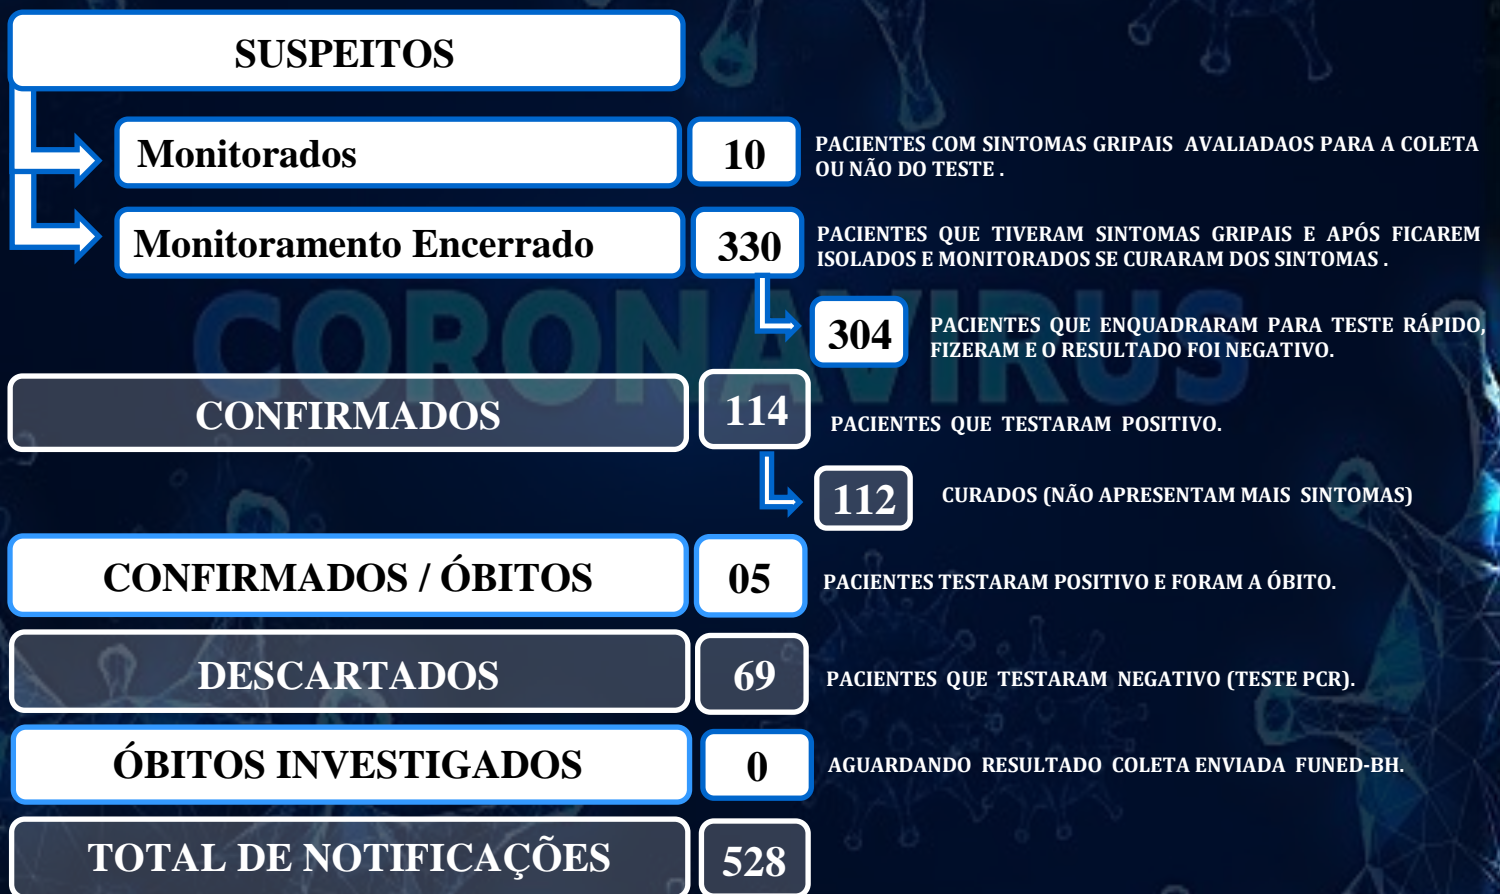 SUSPEITOS
Monitorados
10
PACIENTES COM SINTOMAS GRIPAIS AVALIADAOS PARA A COLETA
OU NÃO DO TESTE .
Monitoramento Encerrado
330
PACIENTES QUE TIVERAM SINTOMAS GRIPAIS E APÓS FICAREM
ISOLADOS E MONITORADOS SE CURARAM DOS SINTOMAS .
304
PACIENTES QUE ENQUADRARAM PARA TESTE RÁPIDO,
FIZERAM E O RESULTADO FOI NEGATIVO.
CORONAVIRUS
CONFIRMADOS
114
PACIENTES QUE TESTARAM POSITIVO.
112
CURADOS (NÃO APRESENTAM MAIS SINTOMAS)
CONFIRMADOS / ÓBITOS
05
PACIENTES TESTARAM POSITIVO E FORAM A ÓBITO.
DESCARTADOS
69
PACIENTES QUE TESTARAM NEGATIVO (TESTE PCR).
ÓBITOS INVESTIGADOS
0
AGUARDANDO RESULTADO COLETA ENVIADA FUNED-BH.
TOTAL DE NOTIFICAÇÕES
528